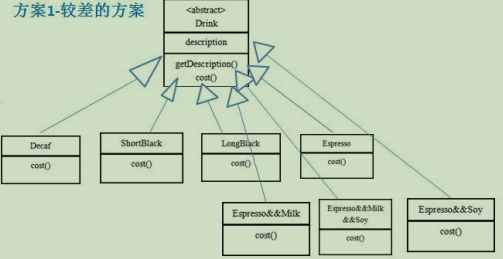 方案1-较差的方案
<abstract>
Drink
description
getDescription()
cost()
Decaf
cost()
ShortBlack
cost()
LongBlack
cost()
Espresso
cost()
Espresso&&Milk
cost()
Espresso&&Milk
&&Soy
cost()
Espresso&&Soy
cost()